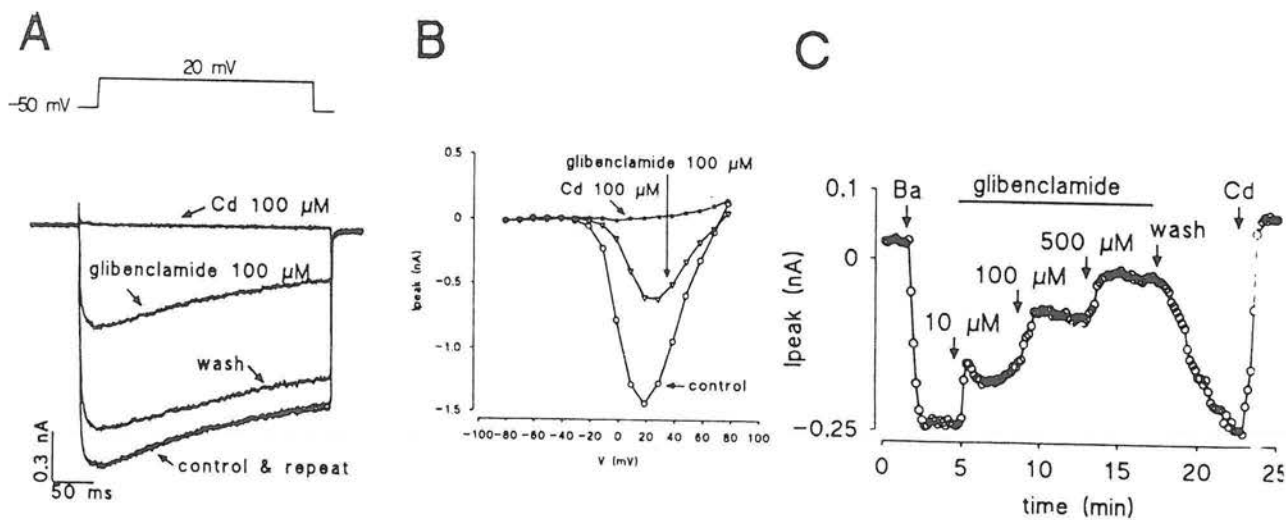 A
20 mV
−50 mV
Cd 100 μM
glibenclamide 100 μM
wash
control & repeat
0.3 nA
50 ms
B
glibenclamide 100 μM
Cd 100 μM
control
Ipeak (nA)
0.5
0
−0.5
−1.0
−1.5
−100 −80 −60 −40 −20 0 20 40 60 80 100
V (mV)
C
Ba
glibenclamide
Cd
wash
500 μM
100 μM
10 μM
Ipeak (nA)
0.1
0
−0.25
0 5 10 15 20 25
time (min)